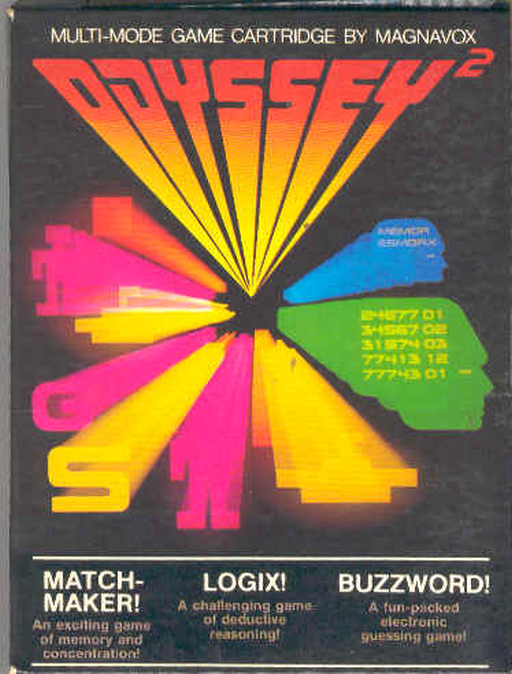 MULTI-MODE GAME CARTRIDGE BY MAGNAVOX
ODYSSEY²
MEMOR
ESMORX
24677 01
34567 02
31974 03
77413 12
77743 01
C
S
N
MATCH-
MAKER!
An exciting game
of memory and
concentration!
LOGIX!
A challenging game
of deductive
reasoning!
BUZZWORD!
A fun-packed
electronic
guessing game!